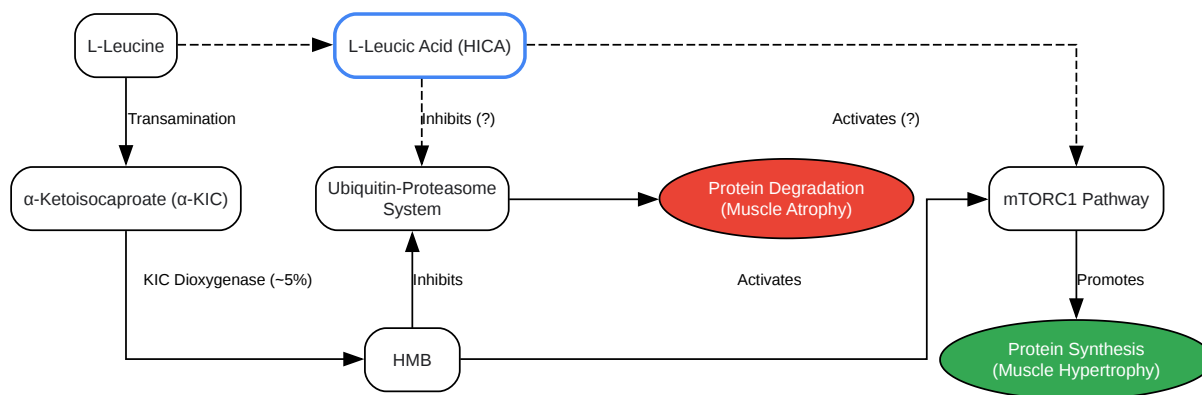 L-Leucine
L-Leucic Acid (HICA)
Transamination
Inhibits (?)
Activates (?)
α-Ketoisocaproate (α-KIC)
Ubiquitin-Proteasome
System
Protein Degradation
(Muscle Atrophy)
mTORC1 Pathway
KIC Dioxygenase (~5%)
Inhibits
Activates
Promotes
HMB
Protein Synthesis
(Muscle Hypertrophy)